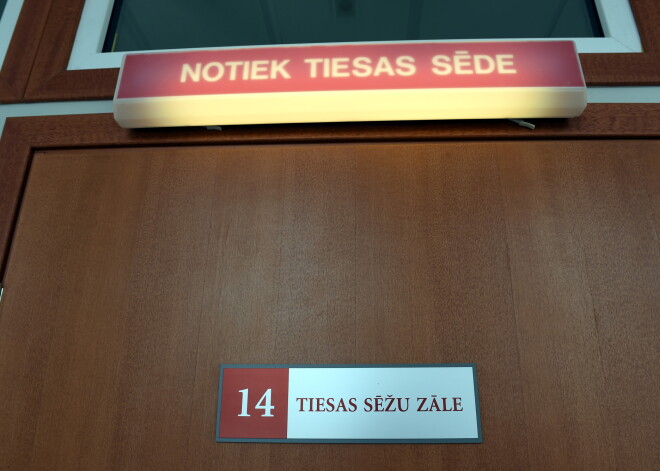 NOTIEK TIESAS SĒDE
14 TIESAS SĒŽU ZĀLE